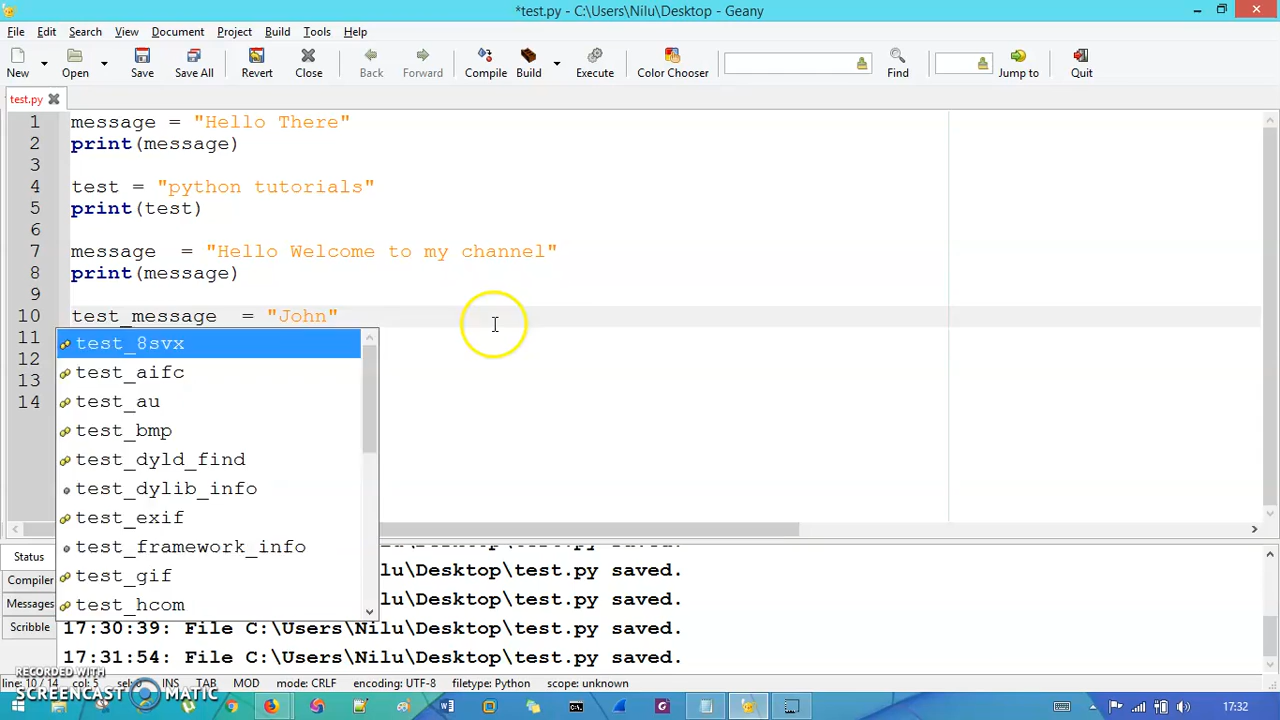 *test.py - C:\Users\Nilu\Desktop - Geany
File Edit Search View Document Project Build Tools Help
New Open Save Save All Revert Close Back Forward Compile Build Execute Color Chooser Find Jump to Quit
test.py
1 message = "Hello There"
2 print(message)
3
4 test = "python tutorials"
5 print(test)
6
7 message  = "Hello Welcome to my channel"
8 print(message)
9
10 test_message  = "John"
11
12
13
14
test_8svx
test_aifc
test_au
test_bmp
test_dyld_find
test_dylib_info
test_exif
test_framework_info
test_gif
test_hcom
Status
Compiler
Messages
Scribble
Nilu\Desktop\test.py saved.
Nilu\Desktop\test.py saved.
17:30:39: File C:\Users\Nilu\Desktop\test.py saved.
17:31:54: File C:\Users\Nilu\Desktop\test.py saved.
RECORDED WITH
SCREENCAST MATIC
line: 10 / 14 col: 5 INS TAB MOD mode: CRLF encoding: UTF-8 filetype: Python scope: unknown
17:32